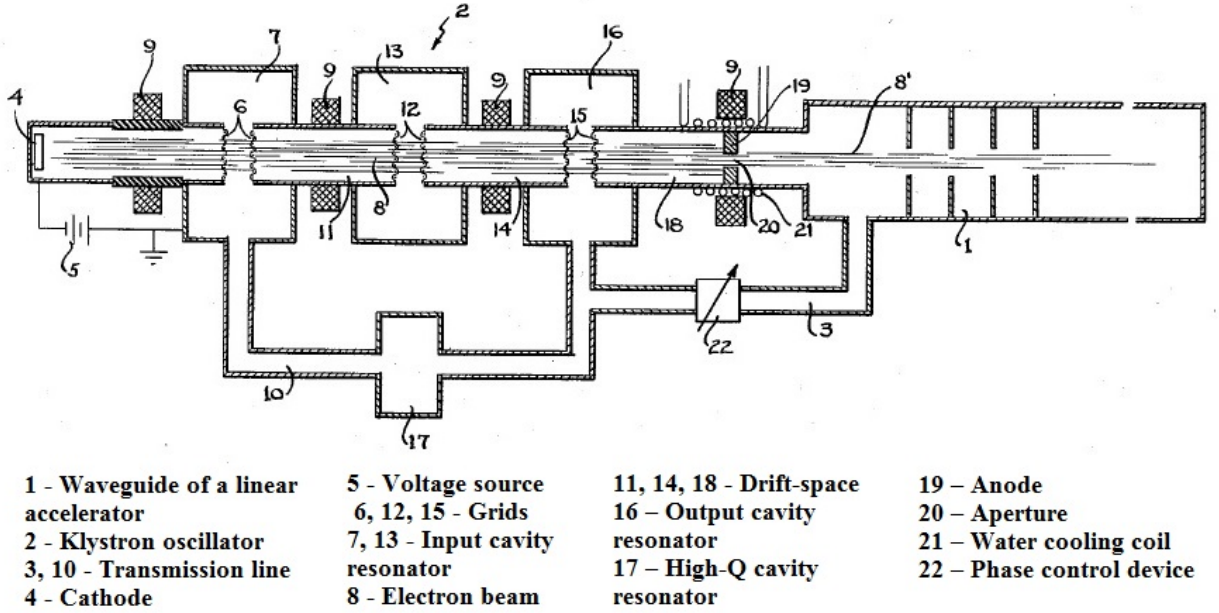 2
7
16
9
13
9
9
9
19
8'
4
6
12
15
8
11
14
18
20
21
1
5
3
22
10
17
1 - Waveguide of a linear
accelerator
2 - Klystron oscillator
3, 10 - Transmission line
4 - Cathode
5 - Voltage source
6, 12, 15 - Grids
7, 13 - Input cavity
resonator
8 - Electron beam
11, 14, 18 - Drift-space
16 – Output cavity
resonator
17 – High-Q cavity
resonator
19 – Anode
20 – Aperture
21 – Water cooling coil
22 – Phase control device